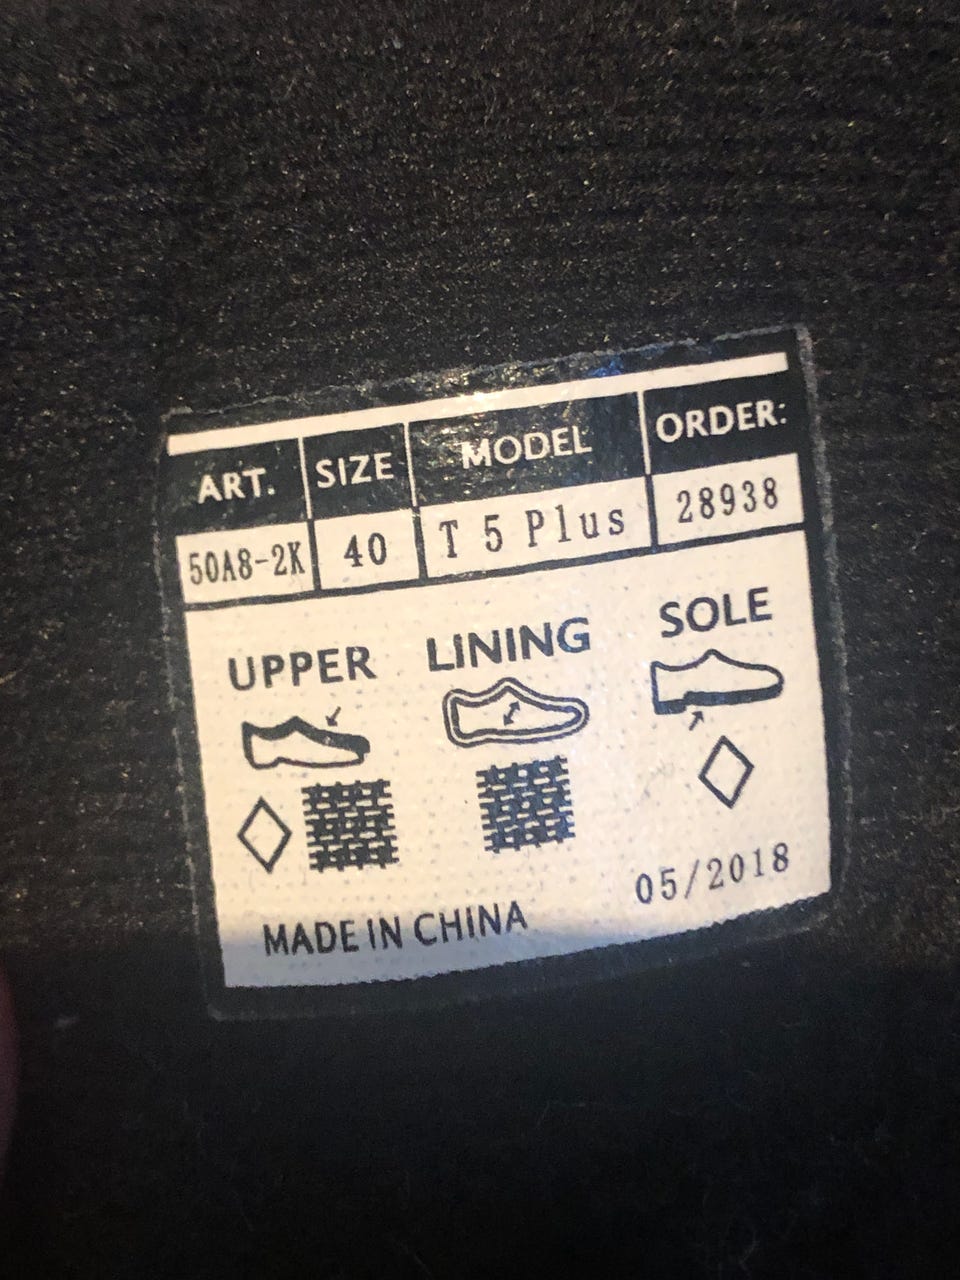 ART. SIZE MODEL ORDER:
50A8-2K 40 T 5 Plus 28938
UPPER LINING SOLE
05/2018
MADE IN CHINA